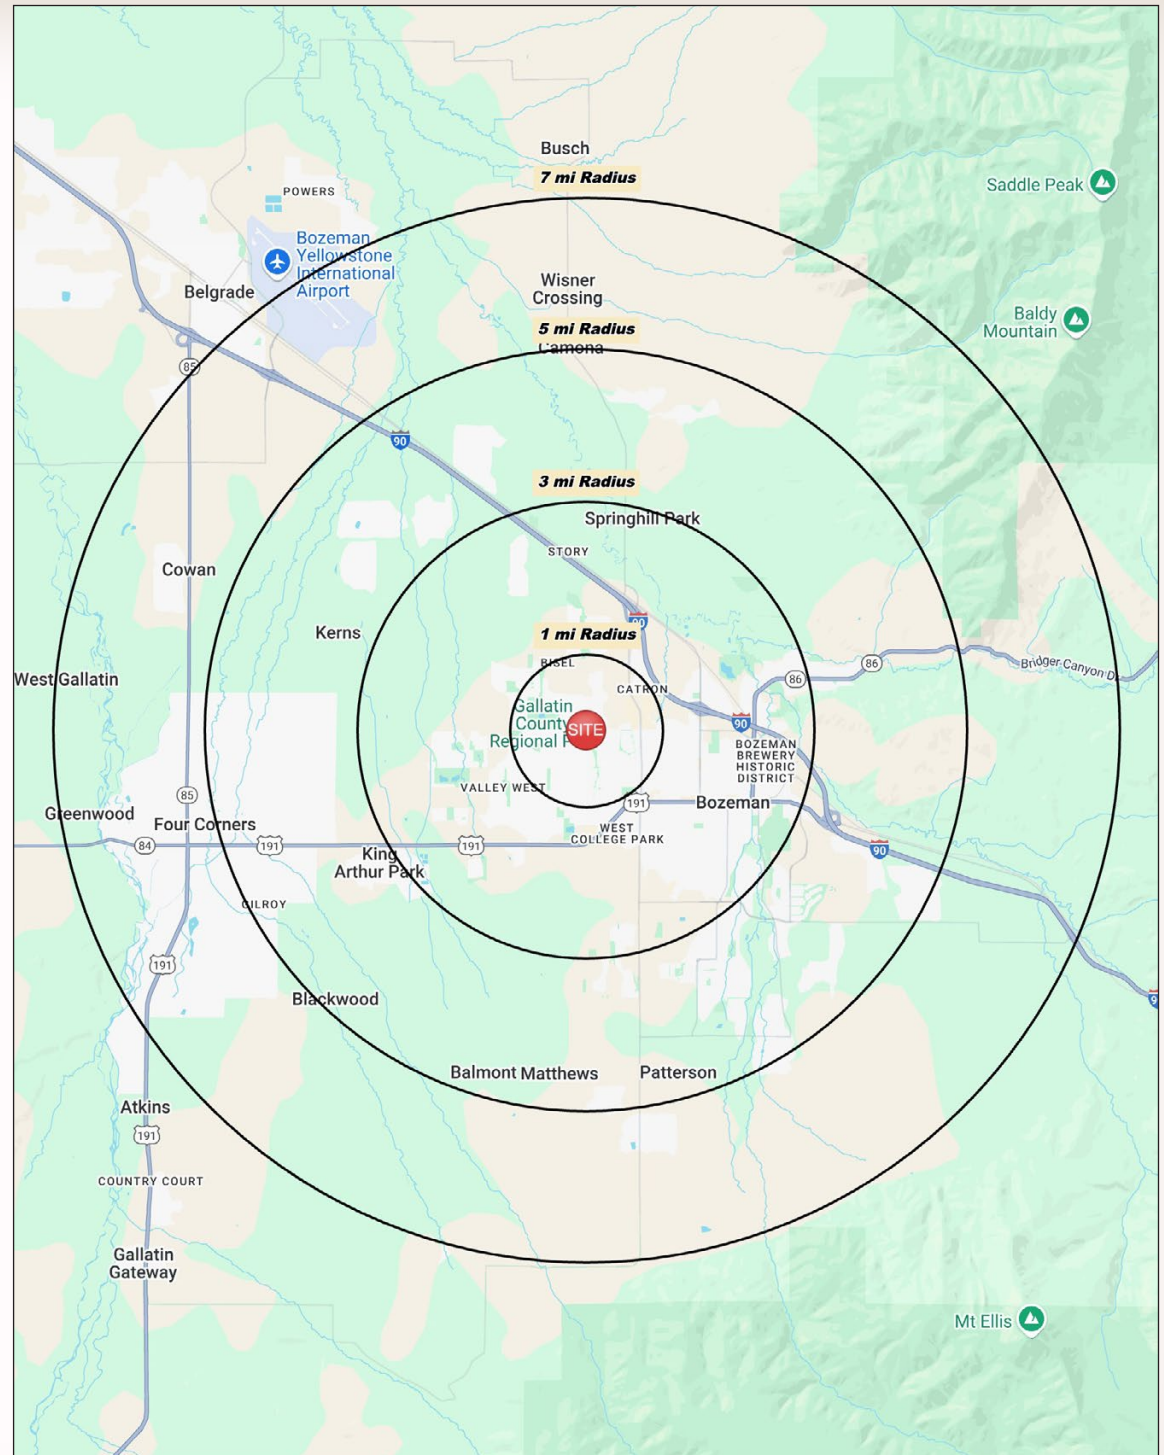 Busch
7 mi Radius
Saddle Peak
POWERS
Bozeman
Yellowstone
International
Airport
Belgrade
Wisner
Crossing
5 mi Radius
Camona
Baldy
Mountain
85
90
3 mi Radius
Springhill Park
STORY
Cowan
90
Kerns
1 mi Radius
BISEL
86
86
Bridger Canyon D
West Gallatin
CATRON
Gallatin
County
Regional P
SITE
90
BOZEMAN
BREWERY
HISTORIC
DISTRICT
VALLEY WEST
85
191
Bozeman
Greenwood
Four Corners
WEST
COLLEGE PARK
84
191
191
90
King
Arthur Park
GILROY
191
Blackwood
9
Balmont
Matthews
Patterson
Atkins
191
COUNTRY COURT
Gallatin
Gateway
Mt Ellis